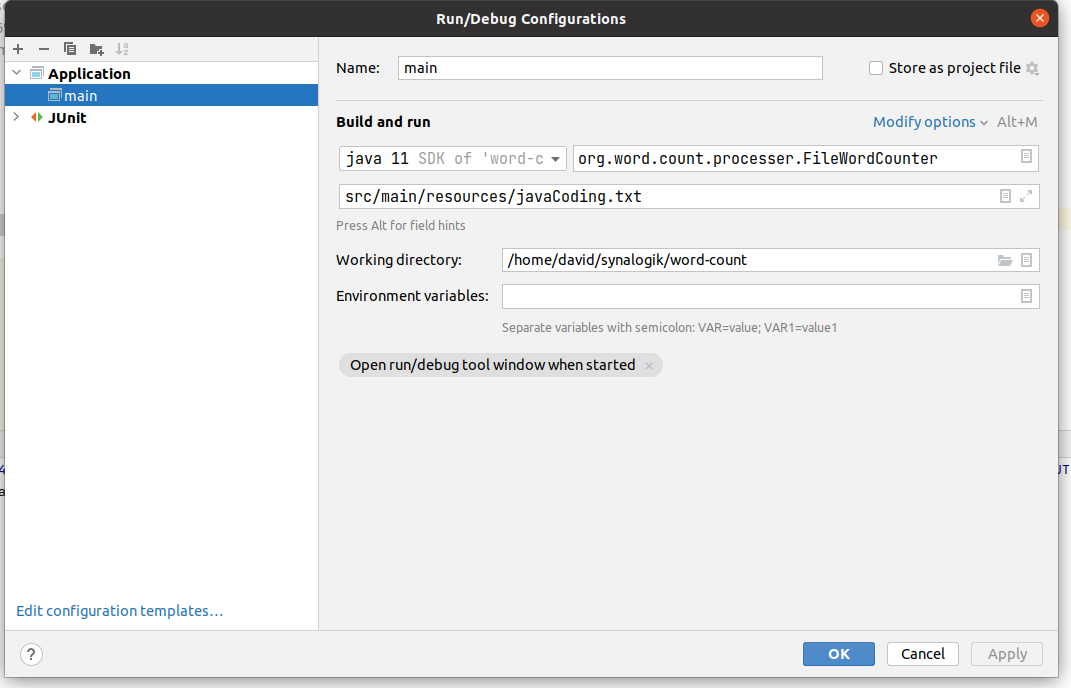 Run/Debug Configurations
Application
main
JUnit
Edit configuration templates...
Name: main Store as project file
Build and run Modify options Alt+M
java 11 SDK of 'word-c org.word.count.processer.FileWordCounter
src/main/resources/javaCoding.txt
Press Alt for field hints
Working directory: /home/david/synalogik/word-count
Environment variables:
Separate variables with semicolon: VAR=value; VAR1=value1
Open run/debug tool window when started
? OK Cancel Apply